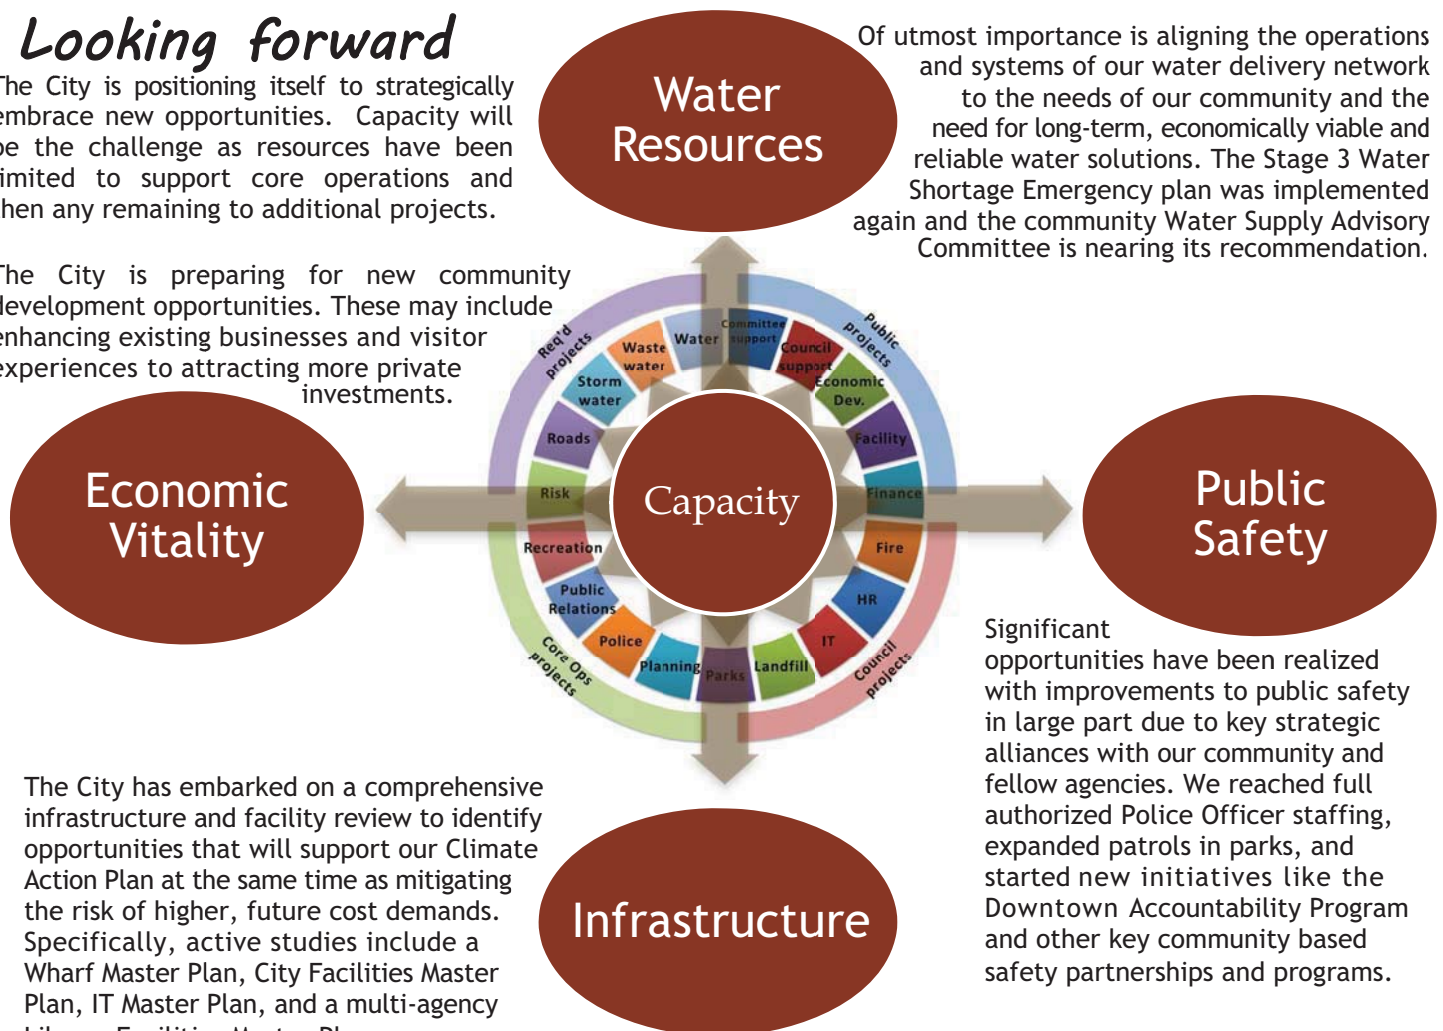 Looking forward
The City is positioning itself to strategically
embrace new opportunities. Capacity will
be the challenge as resources have been
limited to support core operations and
then any remaining to additional projects.
The City is preparing for new community
development opportunities. These may include
enhancing existing businesses and visitor
experiences to attracting more private
investments.
Water
Resources
Of utmost importance is aligning the operations
and systems of our water delivery network
to the needs of our community and the
need for long-term, economically viable and
reliable water solutions. The Stage 3 Water
Shortage Emergency plan was implemented
again and the community Water Supply Advisory
Committee is nearing its recommendation.
Economic
Vitality
Req'd
projects
Public
projects
Council
projects
Core Ops
projects
Water
Committee
support
Council
support
Economic
Dev.
Facility
Finance
Fire
HR
IT
Landfill
Parks
Planning
Police
Public
Relations
Recreation
Risk
Roads
Storm
water
Waste
water
Capacity
Public
Safety
Significant
opportunities have been realized
with improvements to public safety
in large part due to key strategic
alliances with our community and
fellow agencies. We reached full
authorized Police Officer staffing,
expanded patrols in parks, and
started new initiatives like the
Downtown Accountability Program
and other key community based
safety partnerships and programs.
The City has embarked on a comprehensive
infrastructure and facility review to identify
opportunities that will support our Climate
Action Plan at the same time as mitigating
the risk of higher, future cost demands.
Specifically, active studies include a
Wharf Master Plan, City Facilities Master
Plan, IT Master Plan, and a multi-agency
Infrastructure